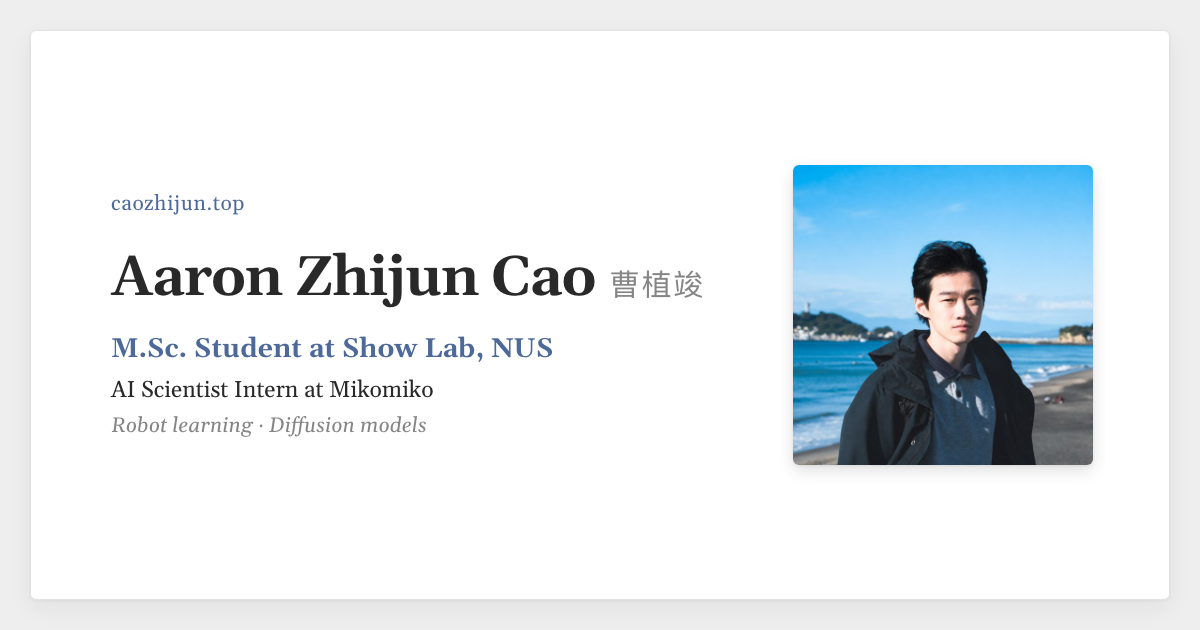 caozhijun.top
Aaron Zhijun Cao 曹植竣
M.Sc. Student at Show Lab, NUS
AI Scientist Intern at Mikomiko
Robot learning · Diffusion models